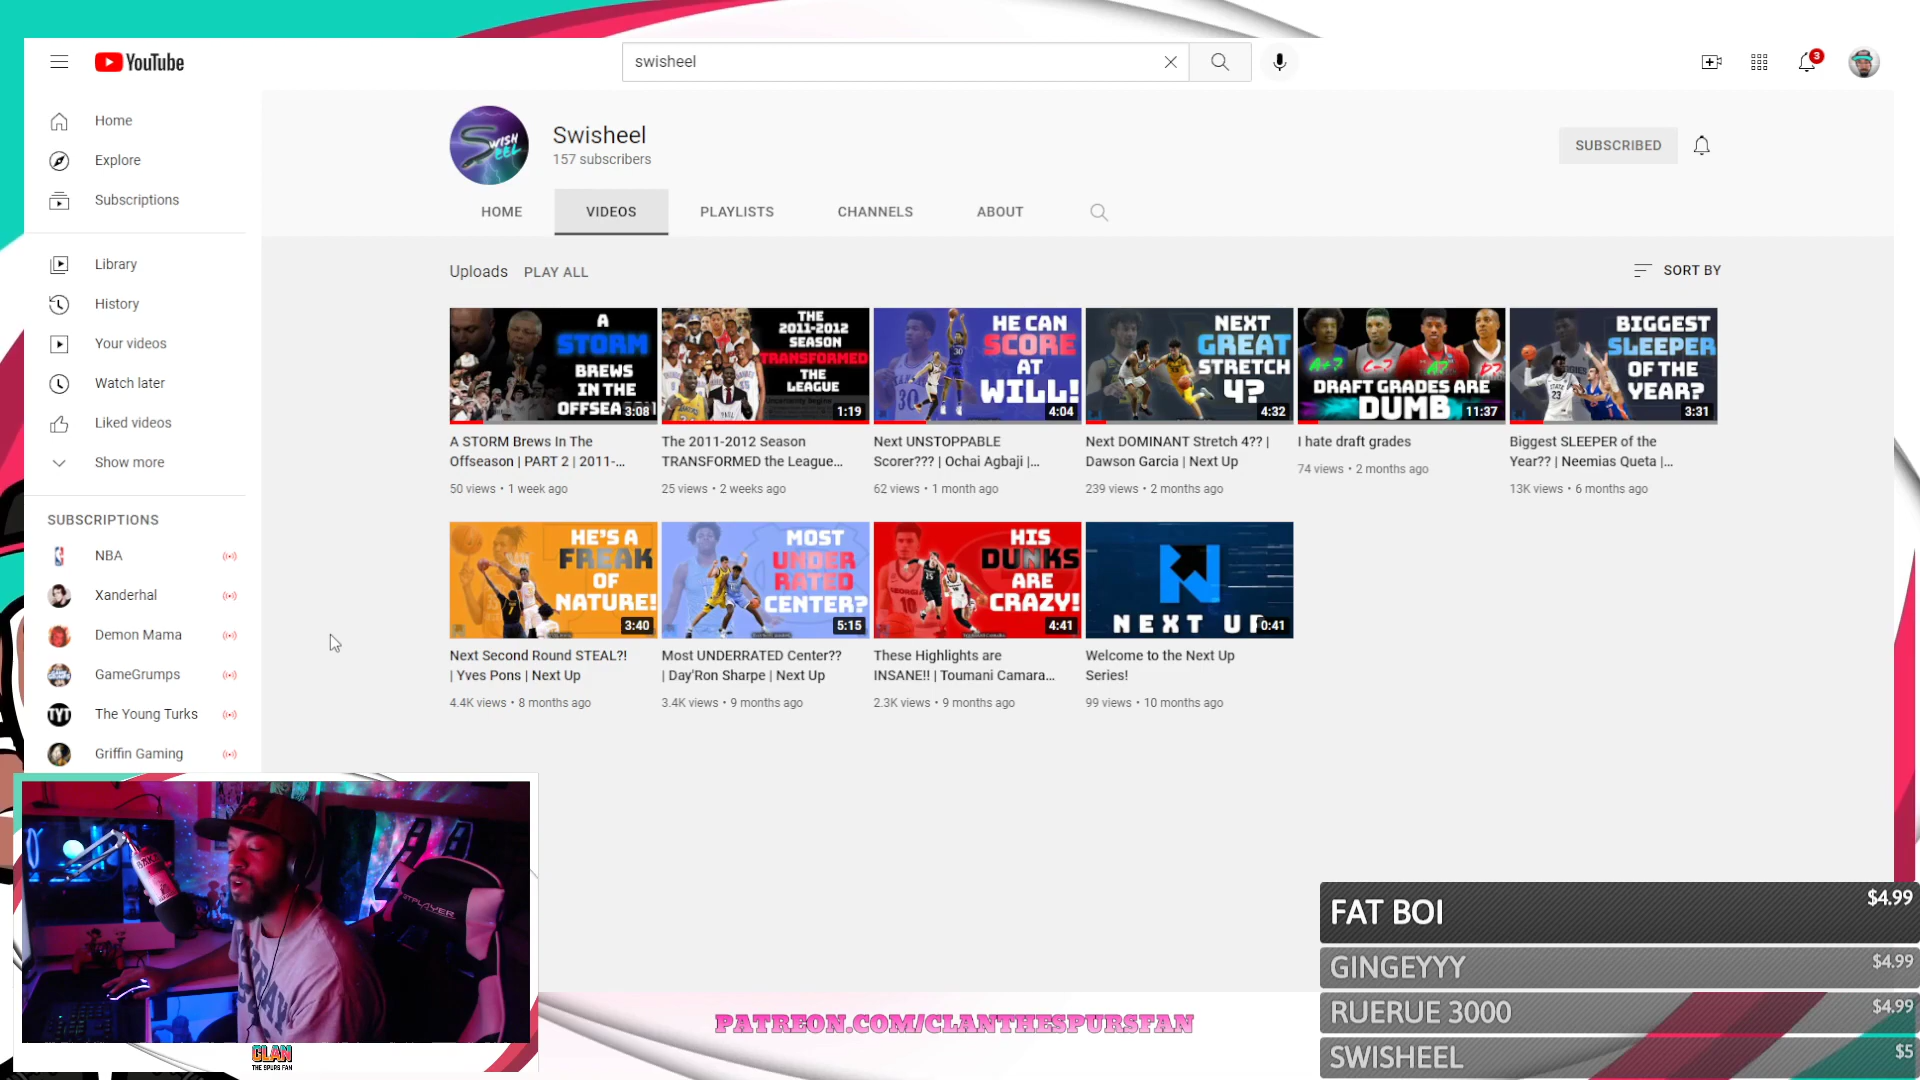 YouTube
swisheel
3
Home
Explore
Subscriptions
Library
History
Your videos
Watch later
Liked videos
Show more
SUBSCRIPTIONS
NBA
Xanderhal
Demon Mama
GameGrumps
TYT
The Young Turks
Griffin Gaming
SWISH EEL
Swisheel
157 subscribers
SUBSCRIBED
HOME
VIDEOS
PLAYLISTS
CHANNELS
ABOUT
Uploads
PLAY ALL
SORT BY
A
STORM
BREWS
IN THE
OFFSEA
3:08
A STORM Brews In The
Offseason | PART 2 | 2011-...
50 views • 1 week ago
THE
2011-2012
SEASON
TRANSFORMED
THE
LEAGUE
1:19
The 2011-2012 Season
TRANSFORMED the League...
25 views • 2 weeks ago
HE CAN
SCORE
AT
WILL!
4:04
Next UNSTOPPABLE
Scorer??? | Ochai Agbaji |...
62 views • 1 month ago
NEXT
GREAT
STRETCH
4?
4:32
Next DOMINANT Stretch 4?? |
Dawson Garcia | Next Up
239 views • 2 months ago
A+? C-? A? D?
DRAFT GRADES ARE
DUMB
11:37
I hate draft grades
74 views • 2 months ago
BIGGEST
SLEEPER
OF THE
YEAR?
3:31
Biggest SLEEPER of the
Year?? | Neemias Queta |...
13K views • 6 months ago
HE'S A
FREAK
OF
NATURE!
3:40
Next Second Round STEAL?!
| Yves Pons | Next Up
4.4K views • 8 months ago
MOST
UNDER
RATED
CENTER?
5:15
Most UNDERRATED Center??
| Day'Ron Sharpe | Next Up
3.4K views • 9 months ago
HIS
DUNKS
ARE
CRAZY!
4:41
These Highlights are
INSANE!! | Toumani Camara...
2.3K views • 9 months ago
NEXT UP
0:41
Welcome to the Next Up
Series!
99 views • 10 months ago
CLAN
THE SPURS FAN
PATREON.COM/CLANTHESPURSFAN
FAT BOI $4.99
GINGEYYY $4.99
RUERUE 3000 $4.99
SWISHEEL $5